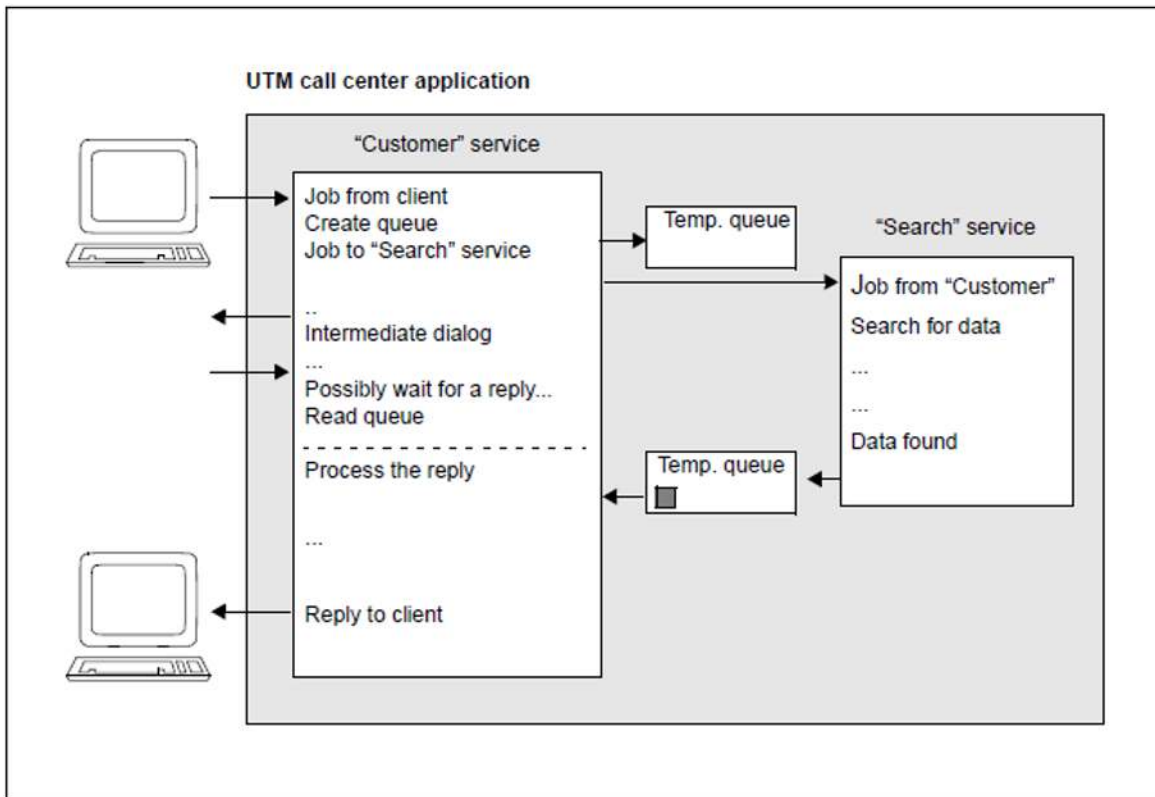 UTM call center application
“Customer” service
Job from client
Create queue
Job to “Search” service
..
Intermediate dialog
...
Possibly wait for a reply...
Read queue
Process the reply
...
Reply to client
Temp. queue
“Search” service
Job from “Customer”
Search for data
...
...
Data found
Temp. queue